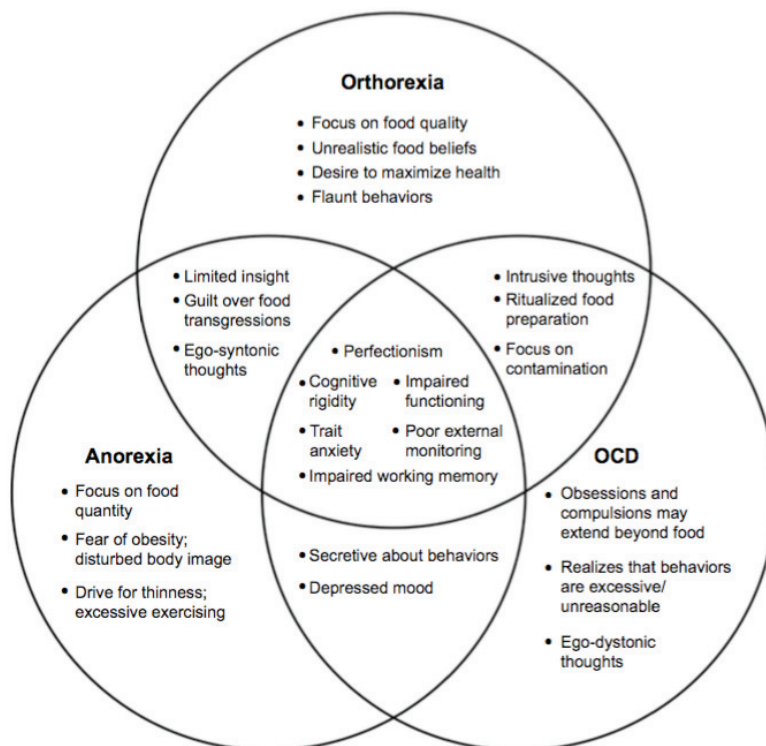 Orthorexia
• Focus on food quality
• Unrealistic food beliefs
• Desire to maximize health
• Flaunt behaviors
• Limited insight
• Guilt over food
transgressions
• Ego-syntonic
thoughts
• Intrusive thoughts
• Ritualized food
preparation
• Focus on
contamination
• Perfectionism
• Cognitive
rigidity
• Impaired
functioning
• Trait
anxiety
• Poor external
monitoring
• Impaired working memory
Anorexia
• Focus on food
quantity
• Fear of obesity;
disturbed body image
• Drive for thinness;
excessive exercising
• Secretive about behaviors
• Depressed mood
OCD
• Obsessions and
compulsions may
extend beyond food
• Realizes that behaviors
are excessive/
unreasonable
• Ego-dystonic
thoughts